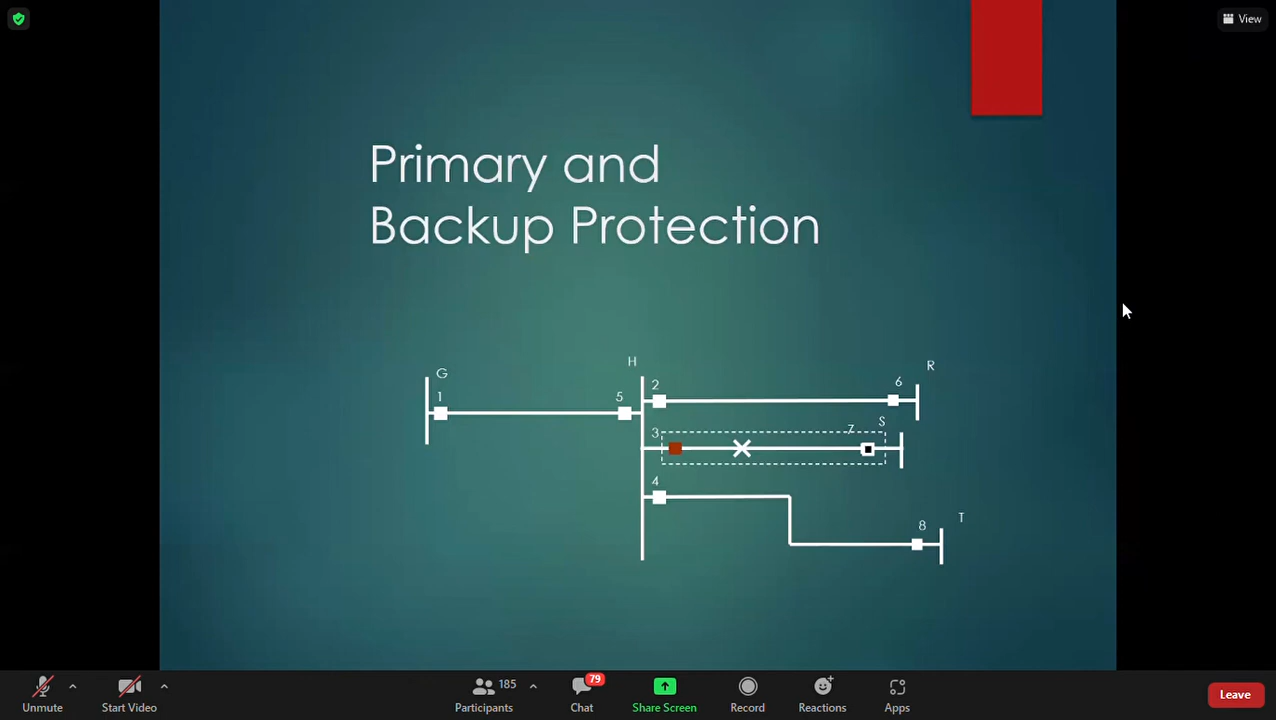 View
Primary and
Backup Protection
G
H
R
1
5
2
6
3
7
S
4
8
T
Unmute
Start Video
185
Participants
79
Chat
Share Screen
Record
Reactions
Apps
Leave